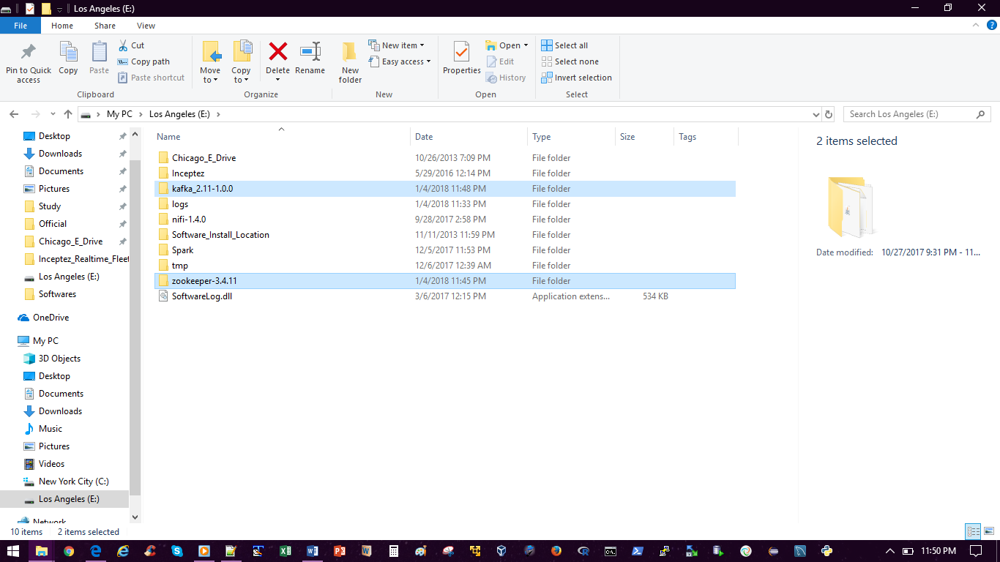 Los Angeles (E:)
File Home Share View
Pin to Quick access
Copy
Paste
Cut
Copy path
Paste shortcut
Clipboard
Move to
Copy to
Delete
Rename
Organize
New folder
New item
Easy access
New
Properties
Open
Edit
History
Open
Select all
Select none
Invert selection
Select
My PC Los Angeles (E:)
Search Los Angeles (E:)
Desktop
Downloads
Documents
Pictures
Study
Official
Chicago_E_Drive
Inceptez_Realtime_Fleet
Los Angeles (E:)
Softwares
OneDrive
My PC
3D Objects
Desktop
Documents
Downloads
Music
Pictures
Videos
New York City (C:)
Los Angeles (E:)
Network
Name Date Type Size Tags
Chicago_E_Drive 10/26/2013 7:09 PM File folder
Inceptez 5/29/2016 12:14 PM File folder
kafka_2.11-1.0.0 1/4/2018 11:48 PM File folder
logs 1/4/2018 11:33 PM File folder
nifi-1.4.0 9/28/2017 2:58 PM File folder
Software_Install_Location 11/11/2013 11:59 PM File folder
Spark 12/5/2017 11:53 PM File folder
tmp 12/6/2017 12:39 AM File folder
zookeeper-3.4.11 1/4/2018 11:45 PM File folder
SoftwareLog.dll 3/6/2017 12:15 PM Application extens... 534 KB
2 items selected
Date modified: 10/27/2017 9:31 PM - 11...
10 items 2 items selected
11:50 PM